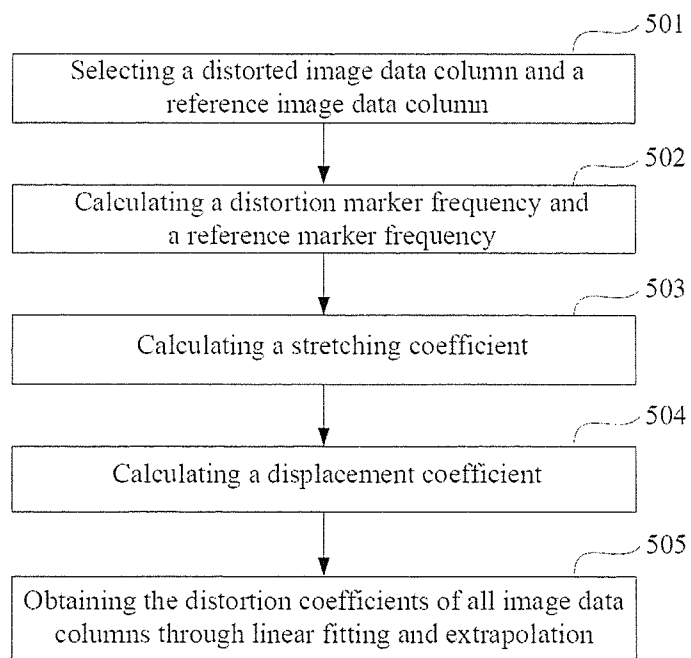 501
Selecting a distorted image data column and a
reference image data column
502
Calculating a distortion marker frequency and
a reference marker frequency
503
Calculating a stretching coefficient
504
Calculating a displacement coefficient
505
Obtaining the distortion coefficients of all image data
columns through linear fitting and extrapolation